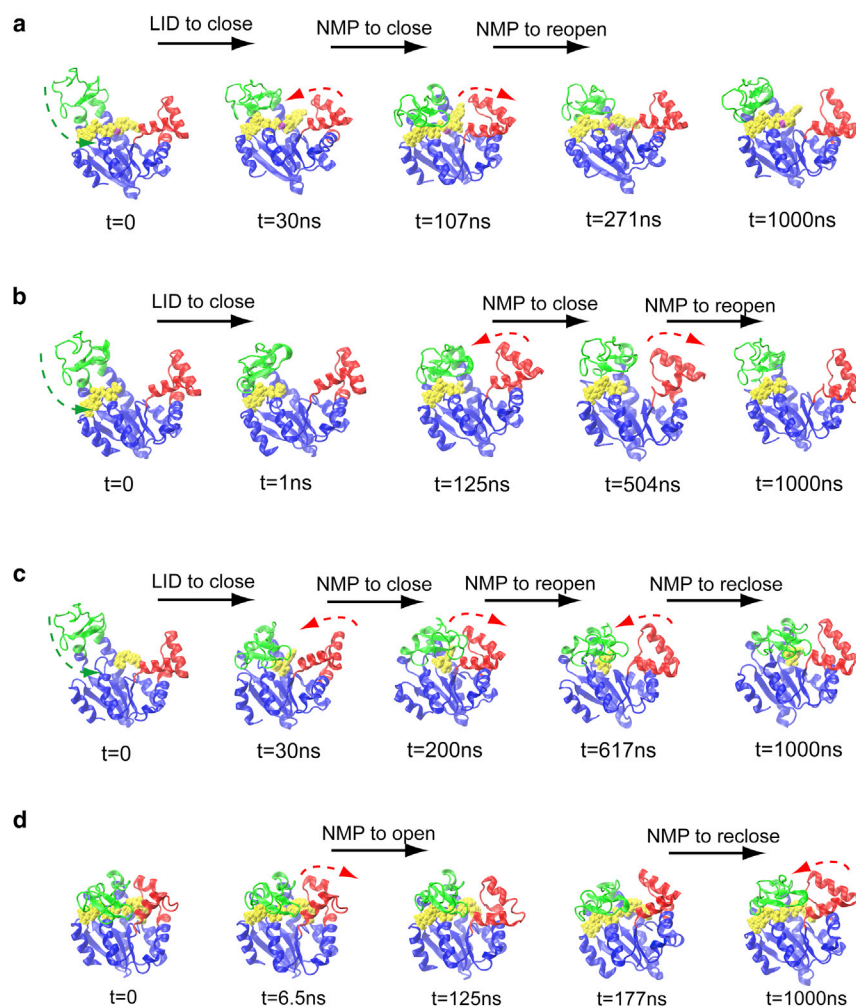 a
LID to close NMP to close NMP to reopen
t=0 t=30ns t=107ns t=271ns t=1000ns
b
LID to close NMP to close NMP to reopen
t=0 t=1ns t=125ns t=504ns t=1000ns
c
LID to close NMP to close NMP to reopen NMP to reclose
t=0 t=30ns t=200ns t=617ns t=1000ns
d
NMP to open NMP to reclose
t=0 t=6.5ns t=125ns t=177ns t=1000ns